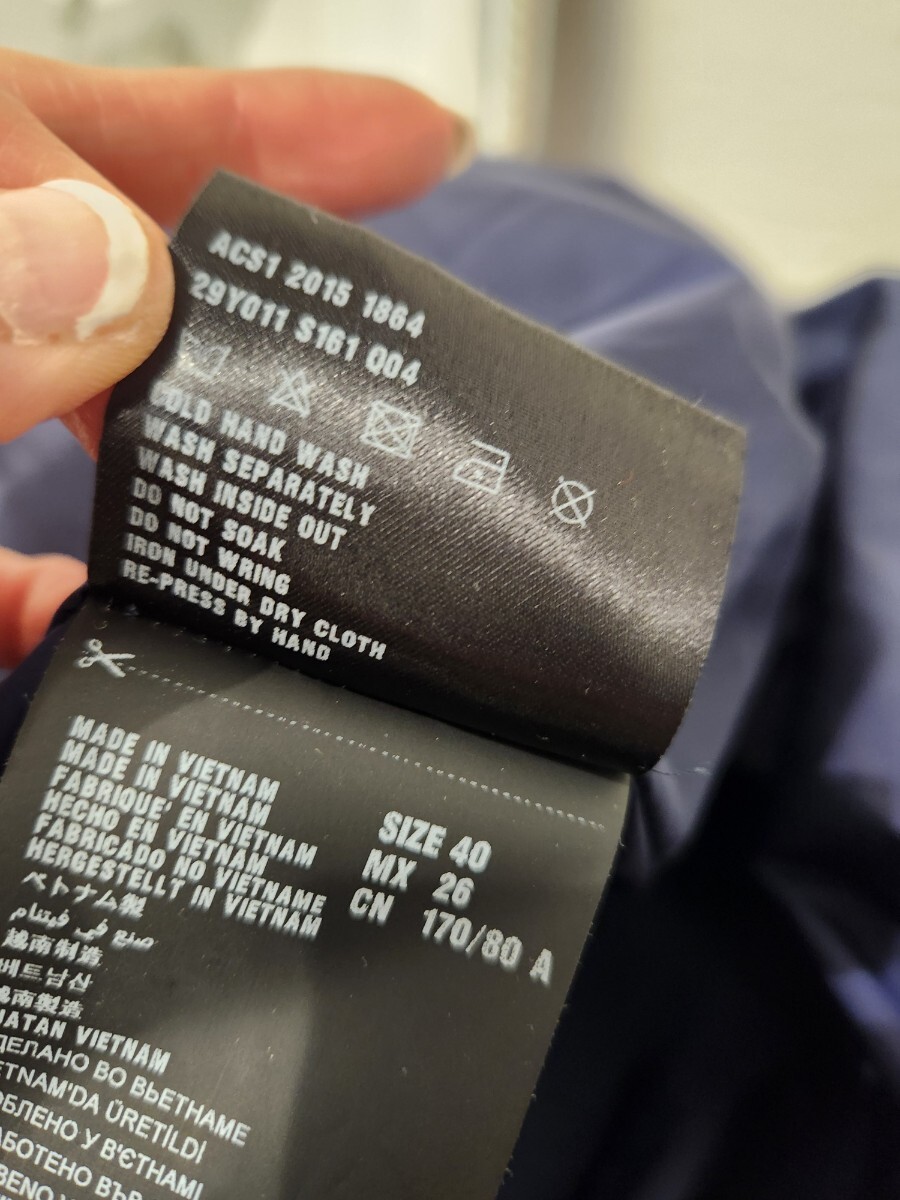 ACS1 2015 1864
29Y011 S161 Q04
COLD HAND WASH
WASH SEPARATELY
WASH INSIDE OUT
DO NOT SOAK
DO NOT WRING
IRON UNDER DRY CLOTH
RE-PRESS BY HAND
MADE IN VIETNAM
MADE IN VIETNAM
FABRIQUE' EN VIETNAM
HECHO EN VIETNAM
FABRICADO NO VIETNAME
HERGESTELLT IN VIETNAM
ベトナム製
صنع في فيتنام
越南制造
베트남산
越南製造
VIETNAM
ВО ВЬЕТНАМЕ
ÜRETİLDİ
У В'ЄТНАМІ
SIZE 40
MX 26
CN 170/80 A